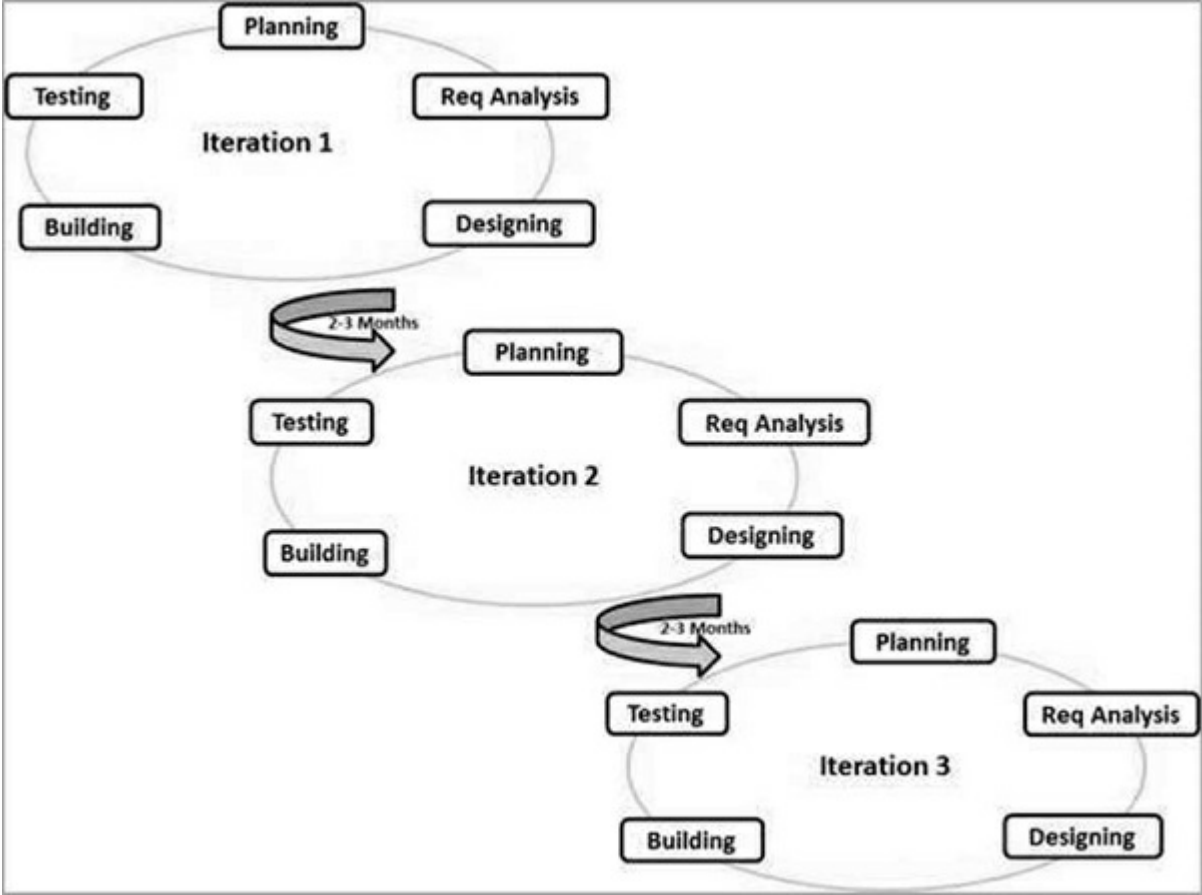 Planning
Testing
Req Analysis
Iteration 1
Building
Designing
2-3 Months
Planning
Testing
Req Analysis
Iteration 2
Building
Designing
2-3 Months
Planning
Testing
Req Analysis
Iteration 3
Building
Designing